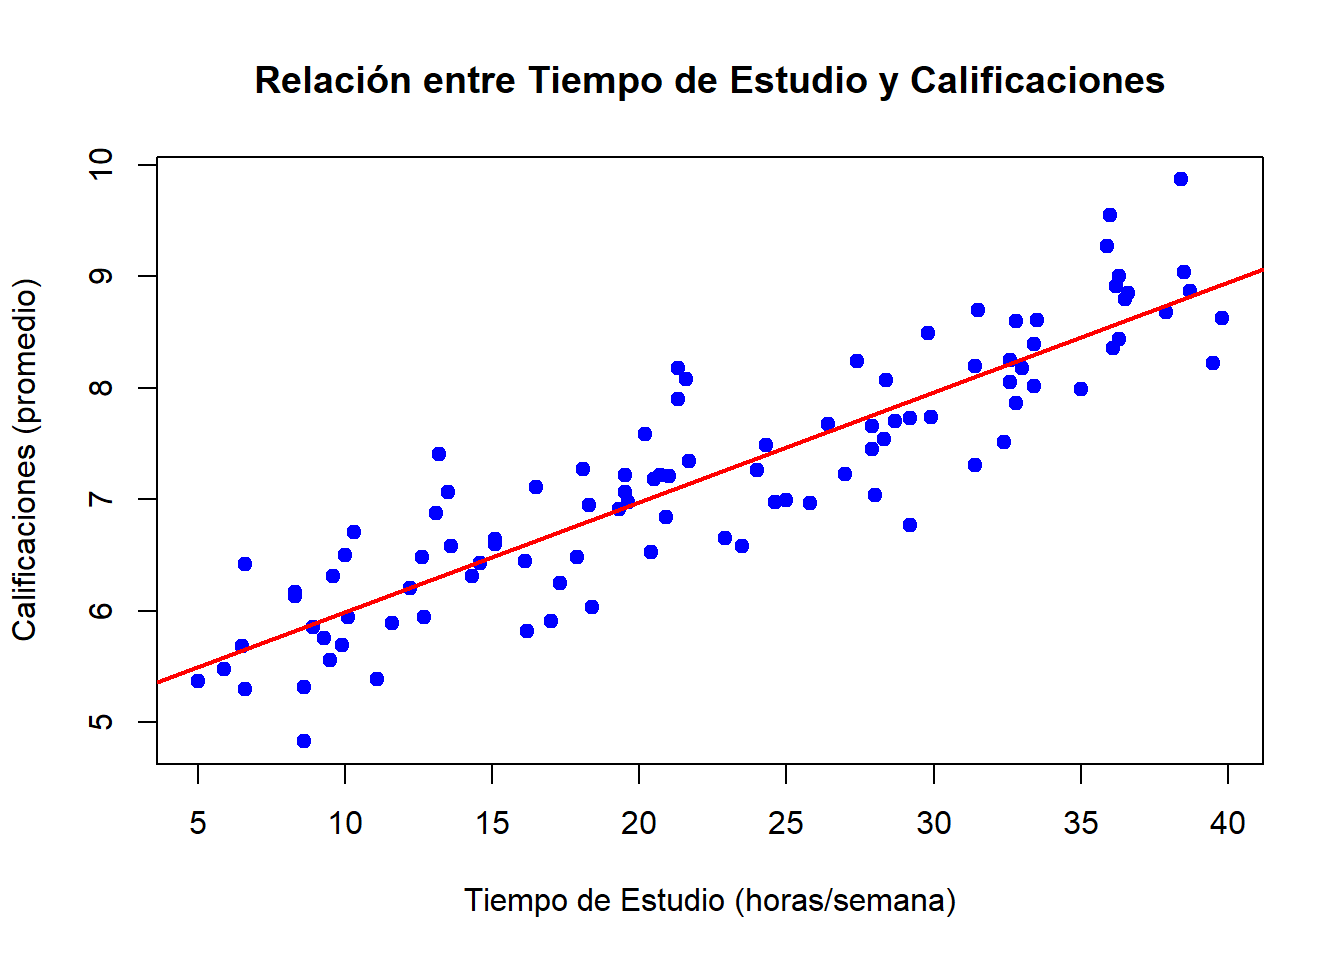 Relación entre Tiempo de Estudio y Calificaciones
Calificaciones (promedio)
10
9
8
7
6
5
5 10 15 20 25 30 35 40
Tiempo de Estudio (horas/semana)